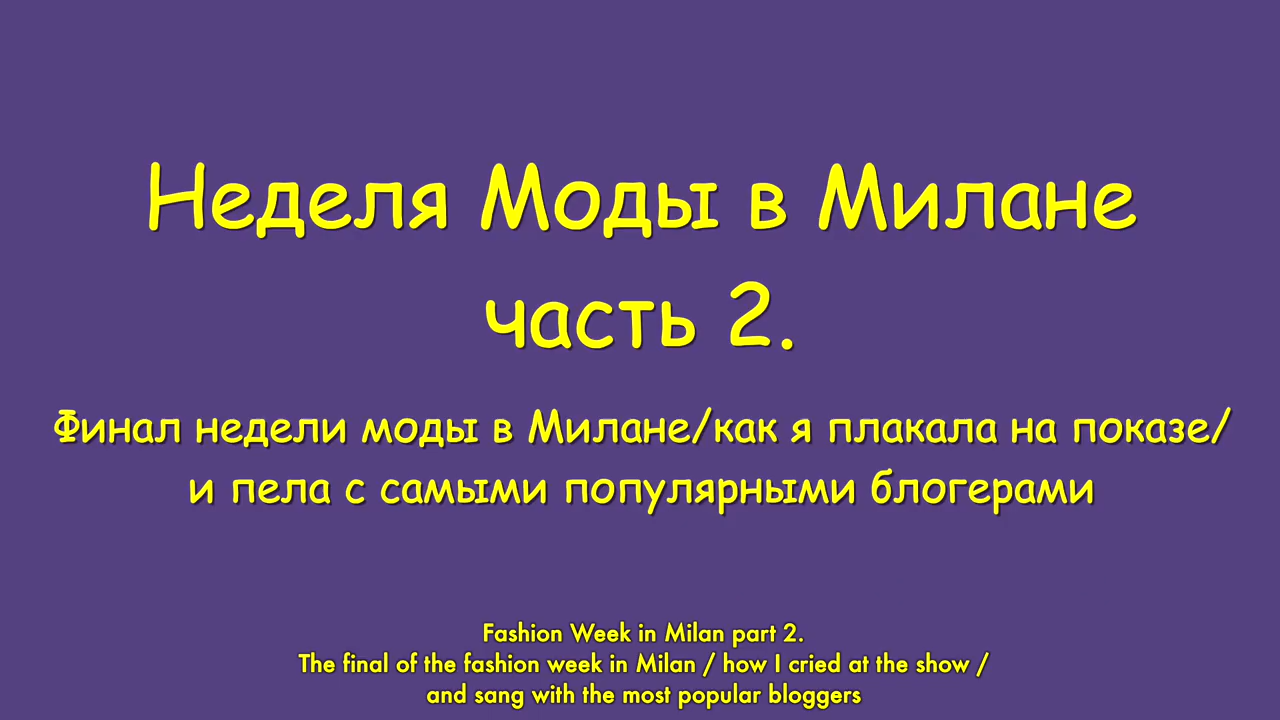 Неделя Моды в Милане
часть 2.
Финал недели моды в Милане/как я плакала на показе/
и пела с самыми популярными блогерами
Fashion Week in Milan part 2.
The final of the fashion week in Milan / how I cried at the show /
and sang with the most popular bloggers